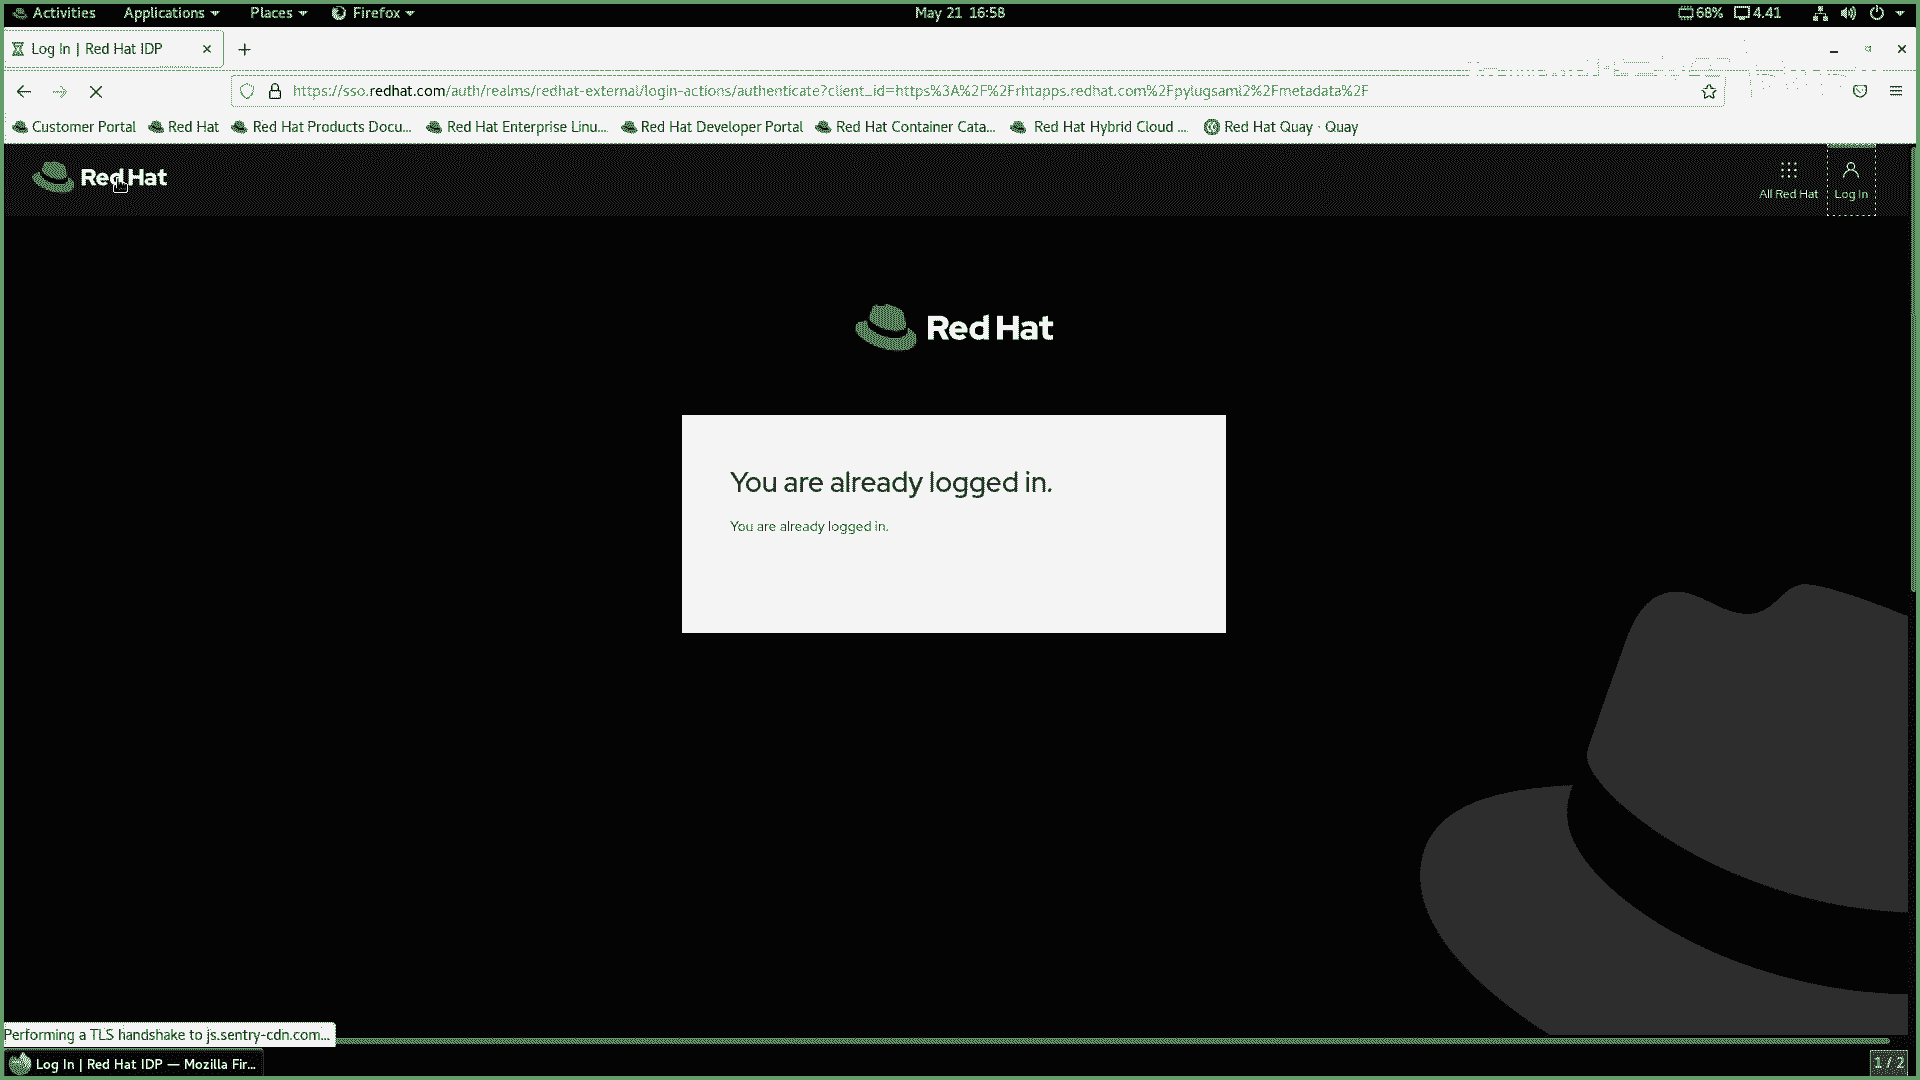 Activities Applications Places Firefox May 21 16:58 68% 4.41
Log In | Red Hat IDP
https://sso.redhat.com/auth/realms/redhat-external/login-actions/authenticate?client_id=https%3A%2F%2Frhtapps.redhat.com%2Fpylugsaml2%2Fmetadata%2F
Customer Portal Red Hat Red Hat Products Docu... Red Hat Enterprise Linu... Red Hat Developer Portal Red Hat Container Cata... Red Hat Hybrid Cloud ... Red Hat Quay · Quay
Red Hat
All Red Hat Log In
Red Hat
You are already logged in.
You are already logged in.
Performing a TLS handshake to js.sentry-cdn.com...
Log In | Red Hat IDP — Mozilla Fir... 1 / 2